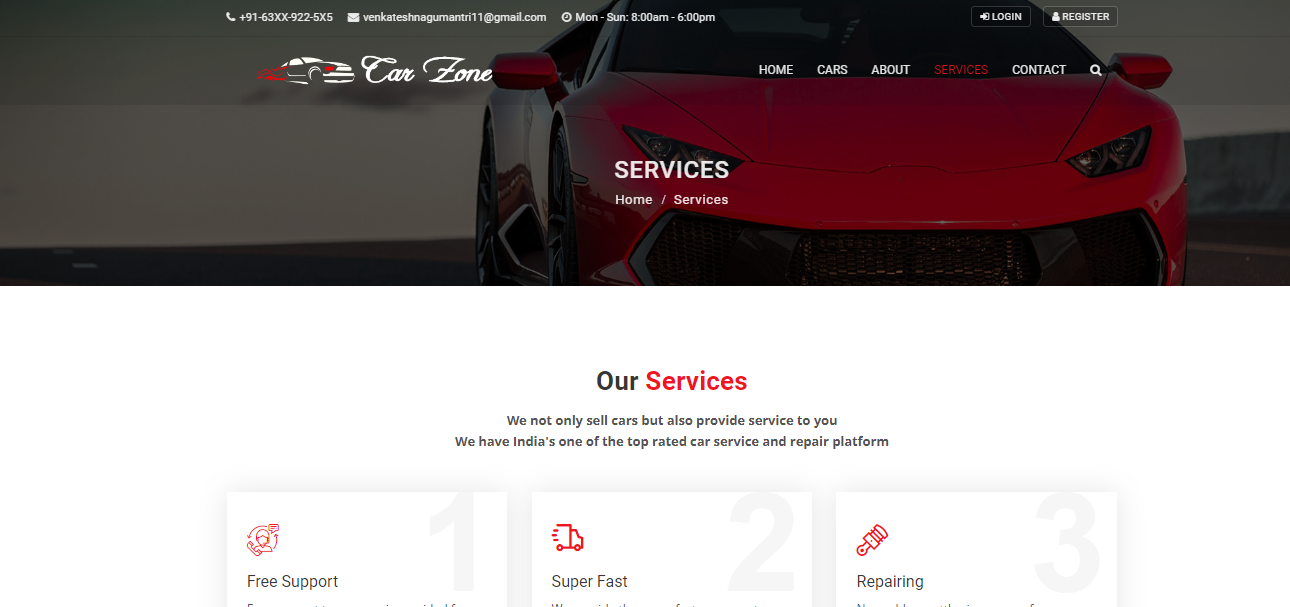 +91-63XX-922-5X5 venkateshnagumantri11@gmail.com Mon - Sun: 8:00am - 6:00pm LOGIN REGISTER
Car Zone HOME CARS ABOUT SERVICES CONTACT
SERVICES
Home / Services
Our Services
We not only sell cars but also provide service to you
We have India's one of the top rated car service and repair platform
1 2 3
Free Support Super Fast Repairing